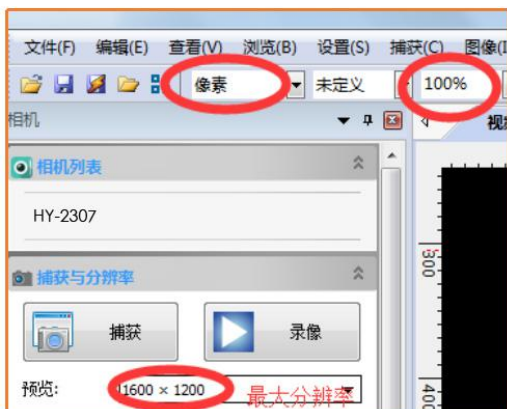 文件(F) 编辑(E) 查看(V) 浏览(B) 设置(S) 捕获(C) 图像(I
像素 未定义 100%
相机 视频
相机列表
HY-2307
300
捕获与分辨率
捕获 录像
预览: 1600 × 1200 最大分辨率
400